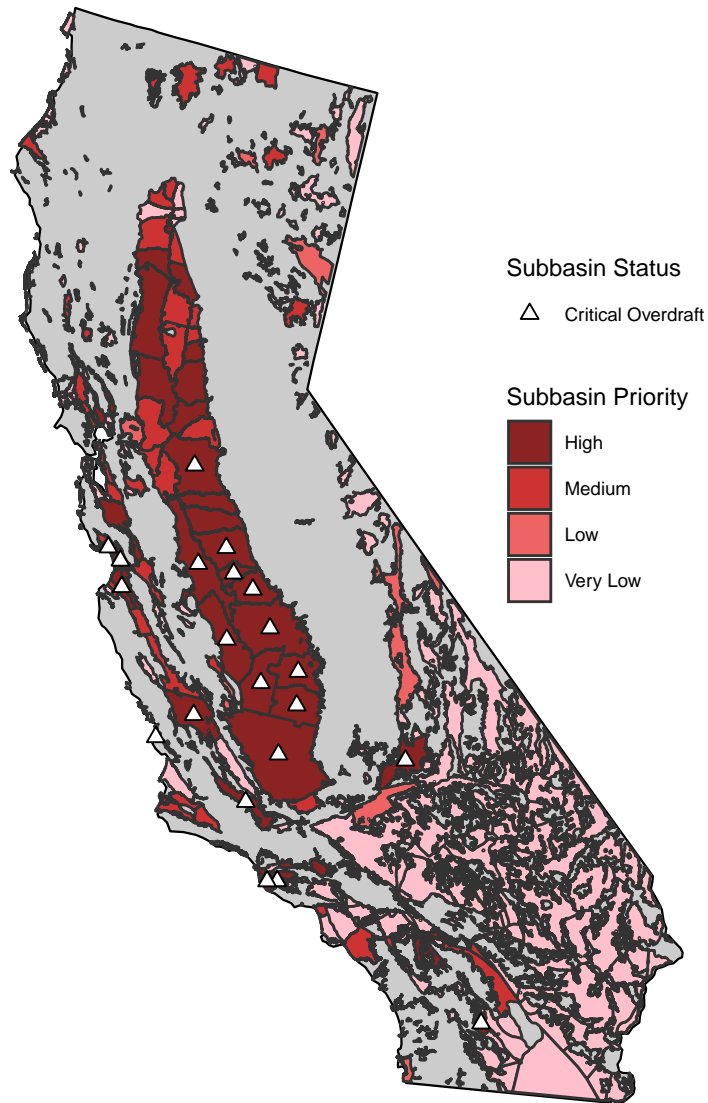 Subbasin Status
Critical Overdraft
Subbasin Priority
High
Medium
Low
Very Low